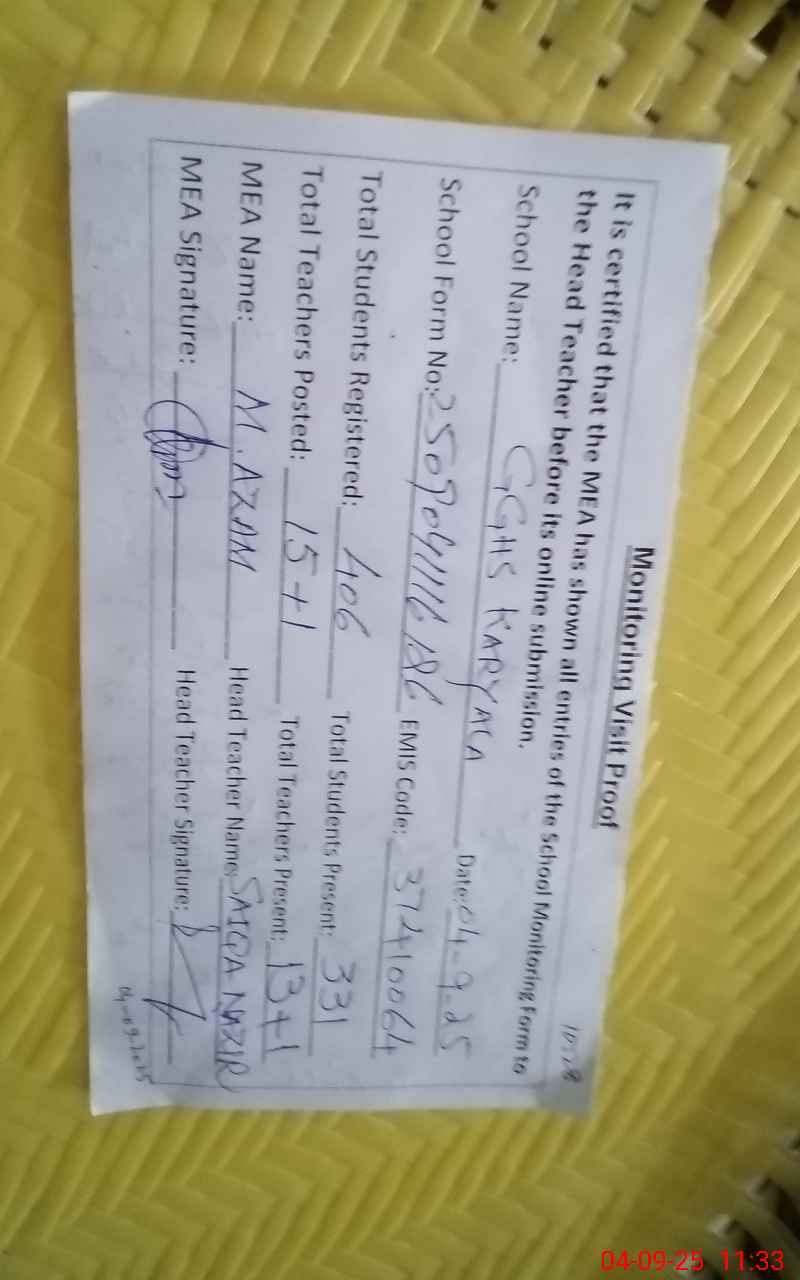 Monitoring Visit Proof
It is certified that the MEA has shown all entries of the School Monitoring Form to
the Head Teacher before its online submission.
School Name: GGHS KARYALA Date: 04-9-25
School Form No: EMIS Code: 37410064
Total Students Registered: 406 Total Students Present: 331
Total Teachers Posted: 15+1 Total Teachers Present: 13+1
MEA Name: M. AZAM Head Teacher Name: SAIQA NAZIR
MEA Signature: Head Teacher Signature:
04-09-2025
04-09-25 11:33